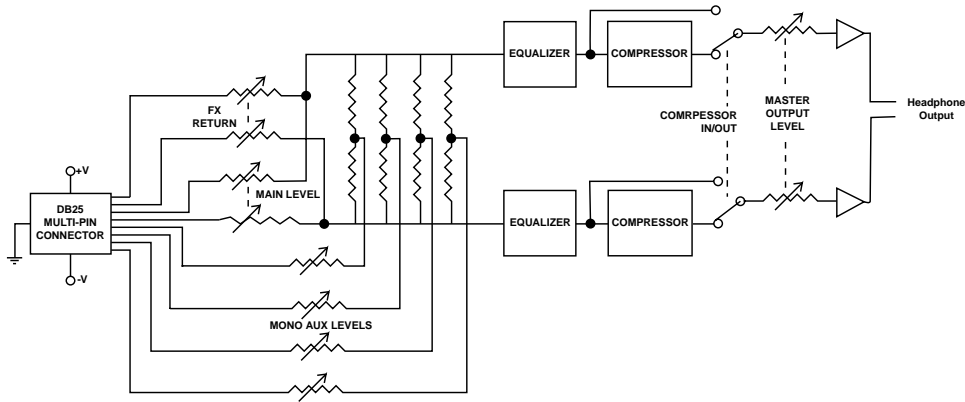 EQUALIZER
COMPRESSOR
FX
RETURN
COMRPESSOR
IN/OUT
MASTER
OUTPUT
LEVEL
Headphone
Output
+V
MAIN LEVEL
DB25
MULTI-PIN
CONNECTOR
EQUALIZER
COMPRESSOR
-V
MONO AUX LEVELS